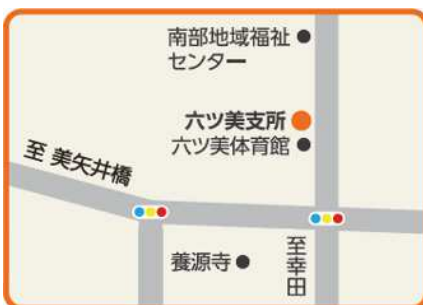 南部地域福祉
センター
六ツ美支所
六ツ美体育館
至 美矢井橋
養源寺
至幸田